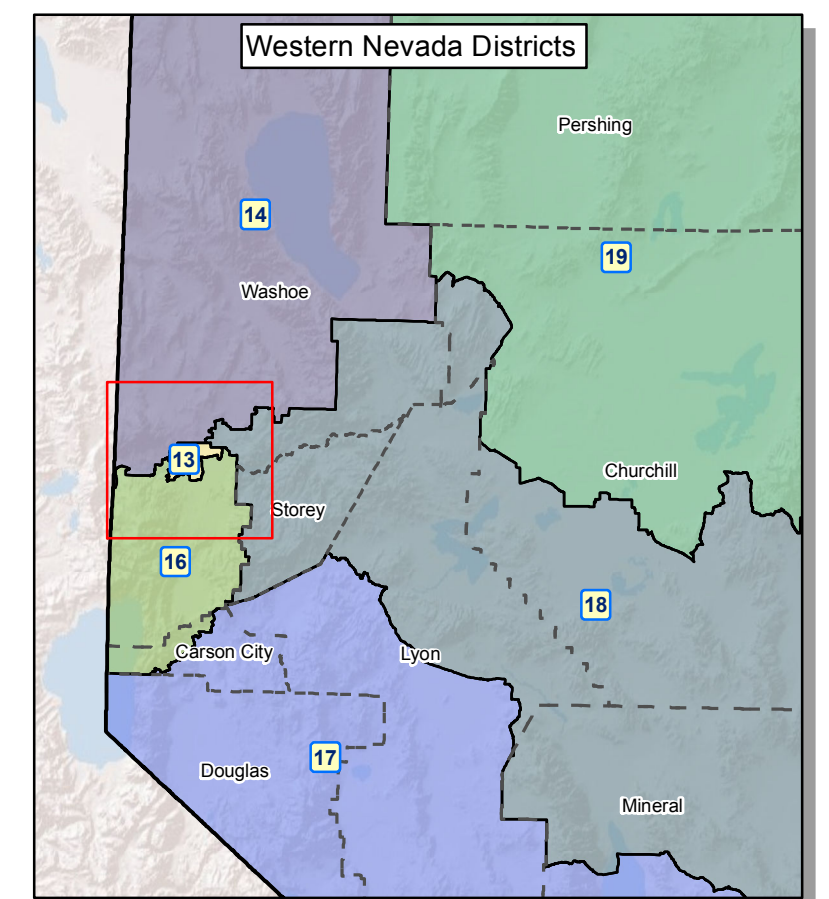 Western Nevada Districts
Pershing
14
19
Washoe
13
Churchill
Storey
16
18
Carson City
Lyon
17
Douglas
Mineral